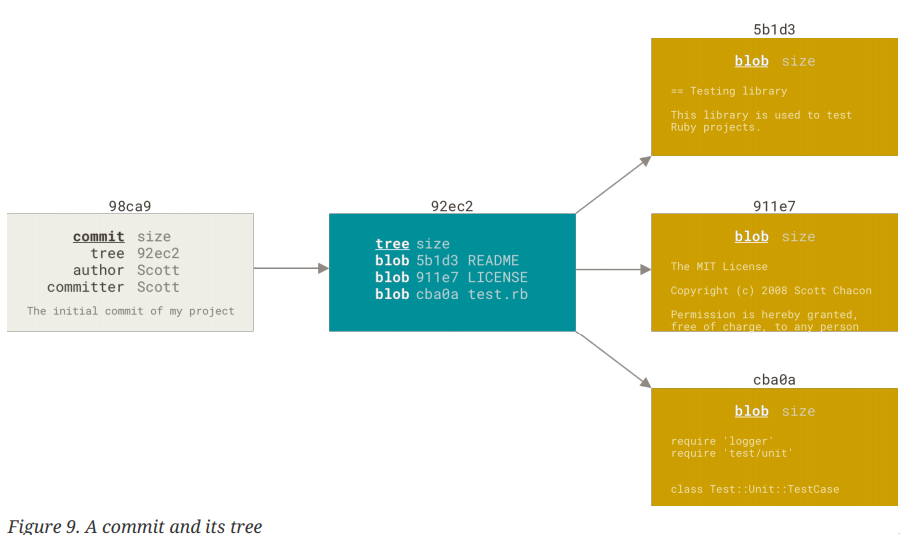 98ca9
commit size
tree 92ec2
author Scott
committer Scott
The initial commit of my project
92ec2
tree size
blob 5b1d3 README
blob 911e7 LICENSE
blob cba0a test.rb
5b1d3
blob size
== Testing library
This library is used to test
Ruby projects.
911e7
blob size
The MIT License
Copyright (c) 2008 Scott Chacon
Permission is hereby granted,
free of charge, to any person
cba0a
blob size
require 'logger'
require 'test/unit'
class Test::Unit::TestCase
Figure 9. A commit and its tree